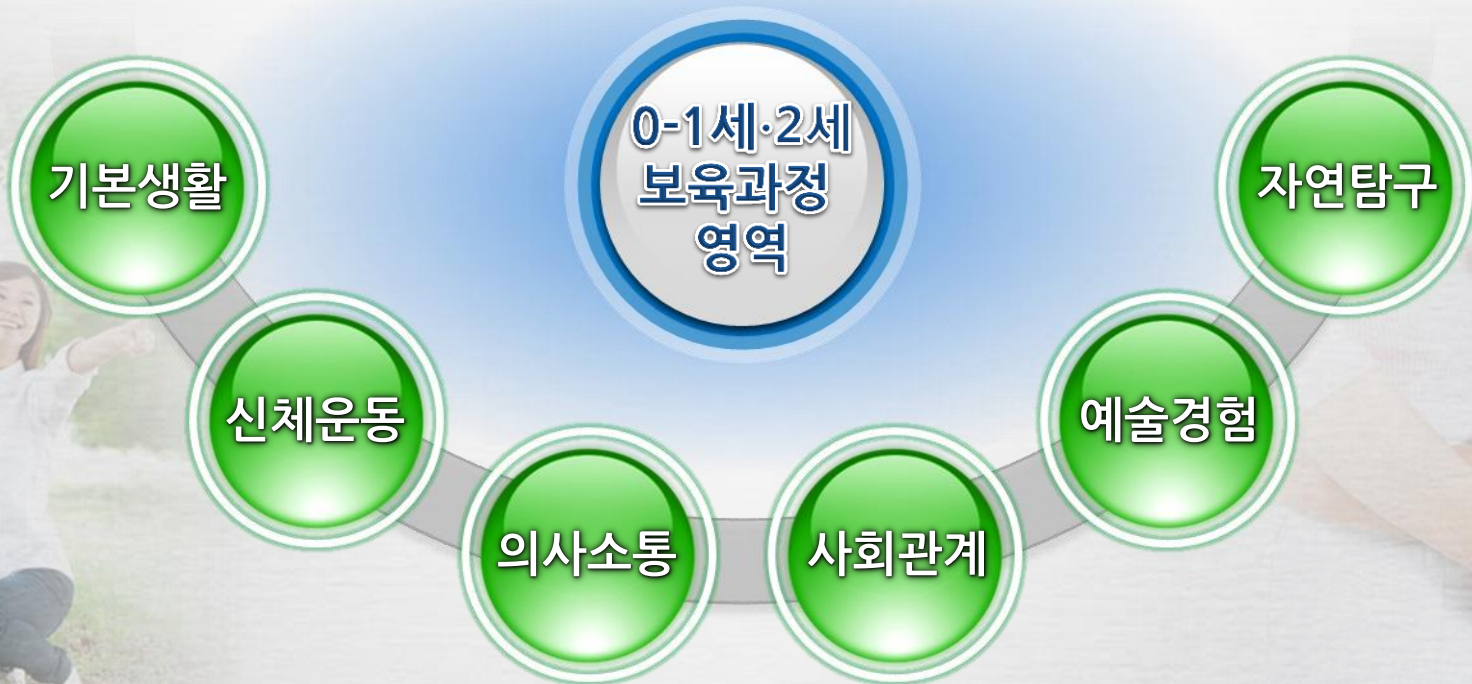 0-1세·2세
보육과정
영역
기본생활
신체운동
의사소통
사회관계
예술경험
자연탐구